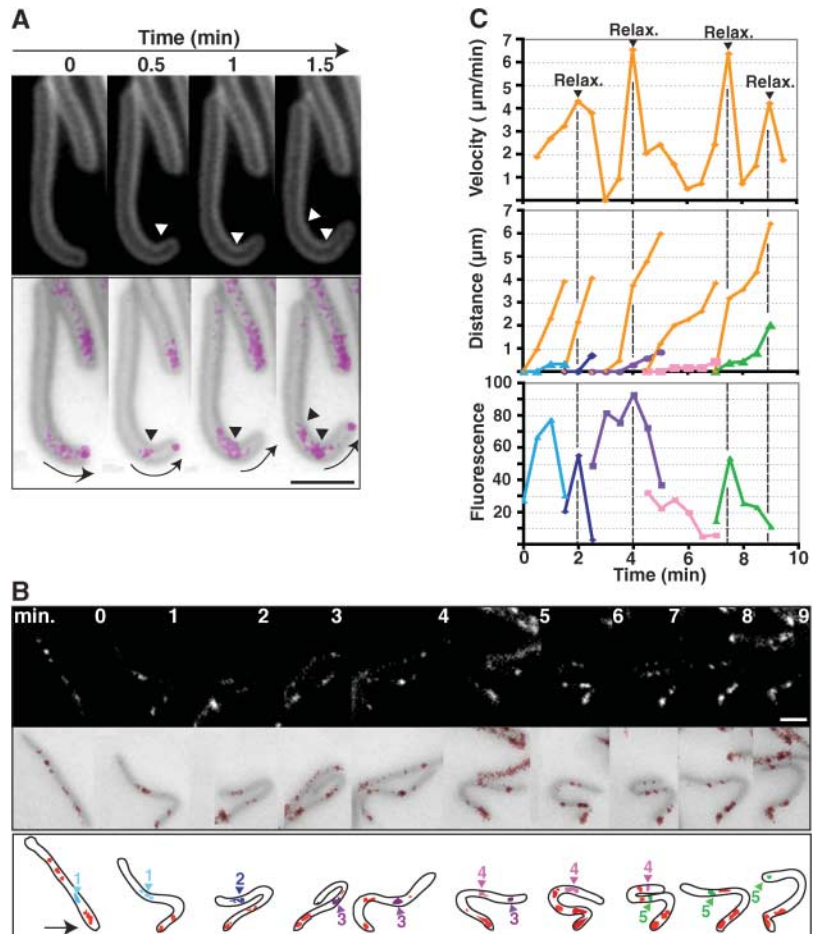 A
Time (min)
0 0.5 1 1.5
C
Relax.
Relax.
Relax.
Relax.
Velocity ( µm/min)
7
6
5
4
3
2
1
Distance (µm)
7
6
5
4
3
2
1
Fluorescence
100
80
60
40
20
0 2 4 6 8 10
Time (min)
B
min. 0 1 2 3 4 5 6 7 8 9
1 1 2 3 3 4 3 4 4 5 5 5